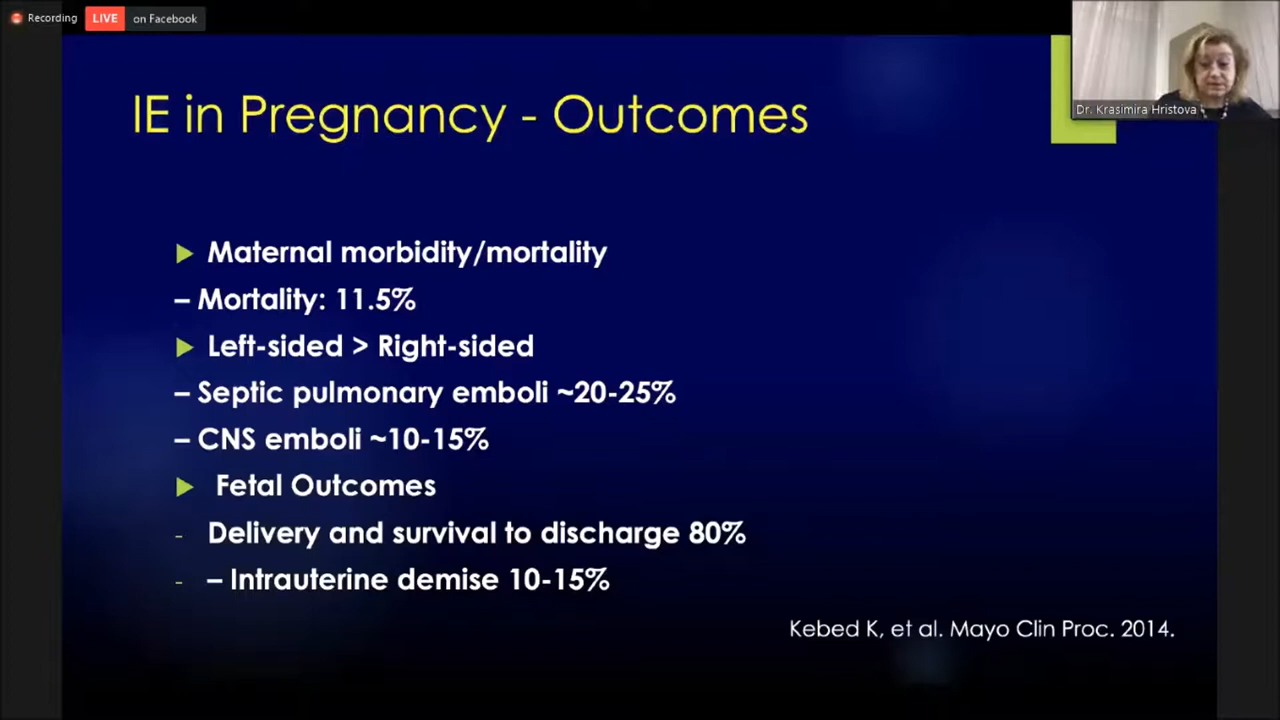 Recording LIVE on Facebook
Dr. Krasimira Hristova
IE in Pregnancy - Outcomes
Maternal morbidity/mortality
– Mortality: 11.5%
Left-sided > Right-sided
– Septic pulmonary emboli ~20-25%
– CNS emboli ~10-15%
Fetal Outcomes
- Delivery and survival to discharge 80%
- – Intrauterine demise 10-15%
Kebed K, et al. Mayo Clin Proc. 2014.